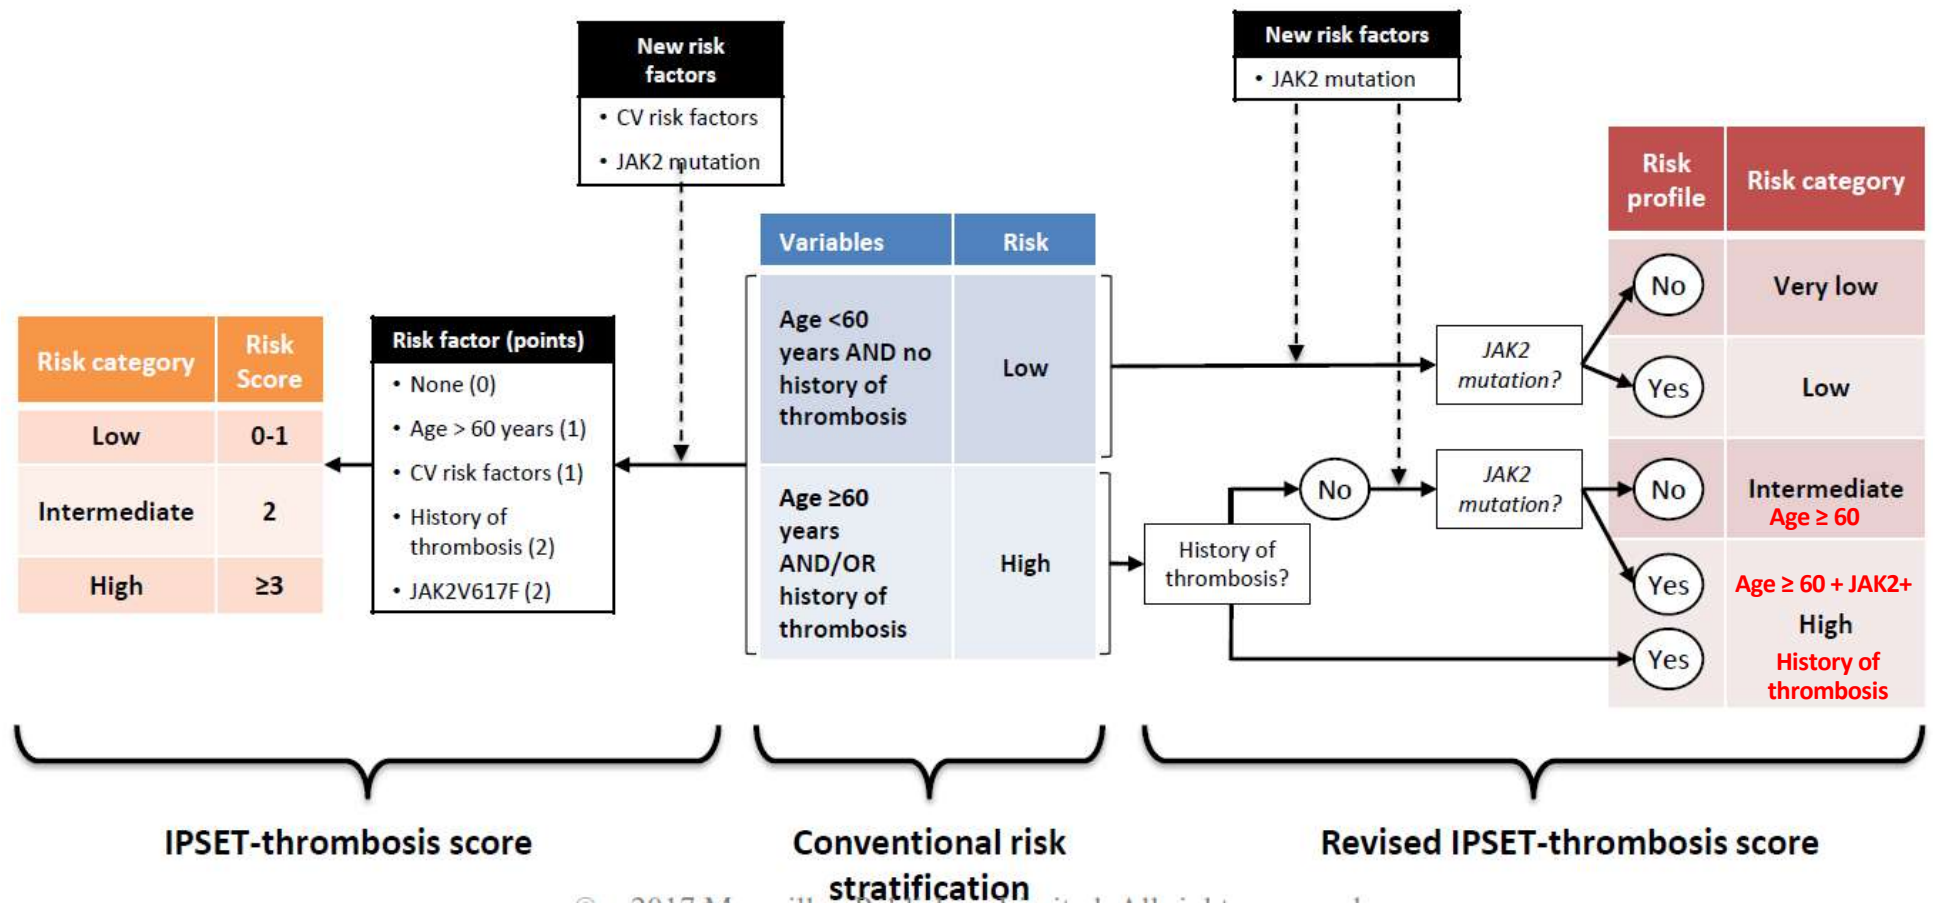 New risk
factors
• CV risk factors
• JAK2 mutation
New risk factors
• JAK2 mutation
Risk category
Risk
Score
Low
0-1
Intermediate
2
High
≥3
Risk factor (points)
• None (0)
• Age > 60 years (1)
• CV risk factors (1)
• History of
thrombosis (2)
• JAK2V617F (2)
Variables
Risk
Age <60
years AND no
history of
thrombosis
Low
Age ≥60
years
AND/OR
history of
thrombosis
High
History of
thrombosis?
No
JAK2
mutation?
JAK2
mutation?
Risk
profile
Risk category
No
Very low
Yes
Low
No
Intermediate
Age ≥ 60
Yes
Age ≥ 60 + JAK2+
High
Yes
History of
thrombosis
IPSET-thrombosis score
Conventional risk
stratification
Revised IPSET-thrombosis score
2017